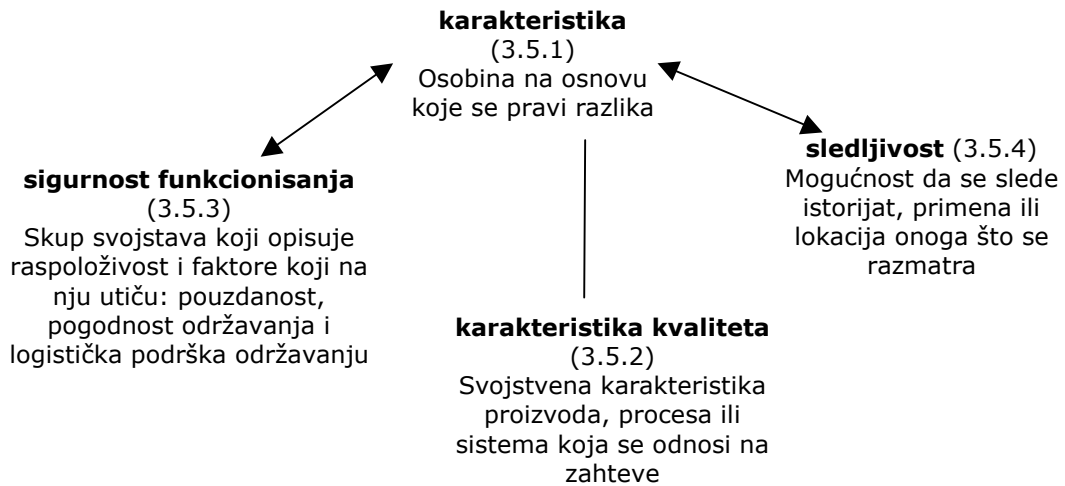 karakteristika
(3.5.1)
Osobina na osnovu
koje se pravi razlika
sigurnost funkcionisanja
(3.5.3)
Skup svojstava koji opisuje
raspoloživost i faktore koji na
nju utiču: pouzdanost,
pogodnost održavanja i
logistička podrška održavanju
sledljivost (3.5.4)
Mogućnost da se slede
istorijat, primena ili
lokacija onoga što se
razmatra
karakteristika kvaliteta
(3.5.2)
Svojstvena karakteristika
proizvoda, procesa ili
sistema koja se odnosi na
zahteve